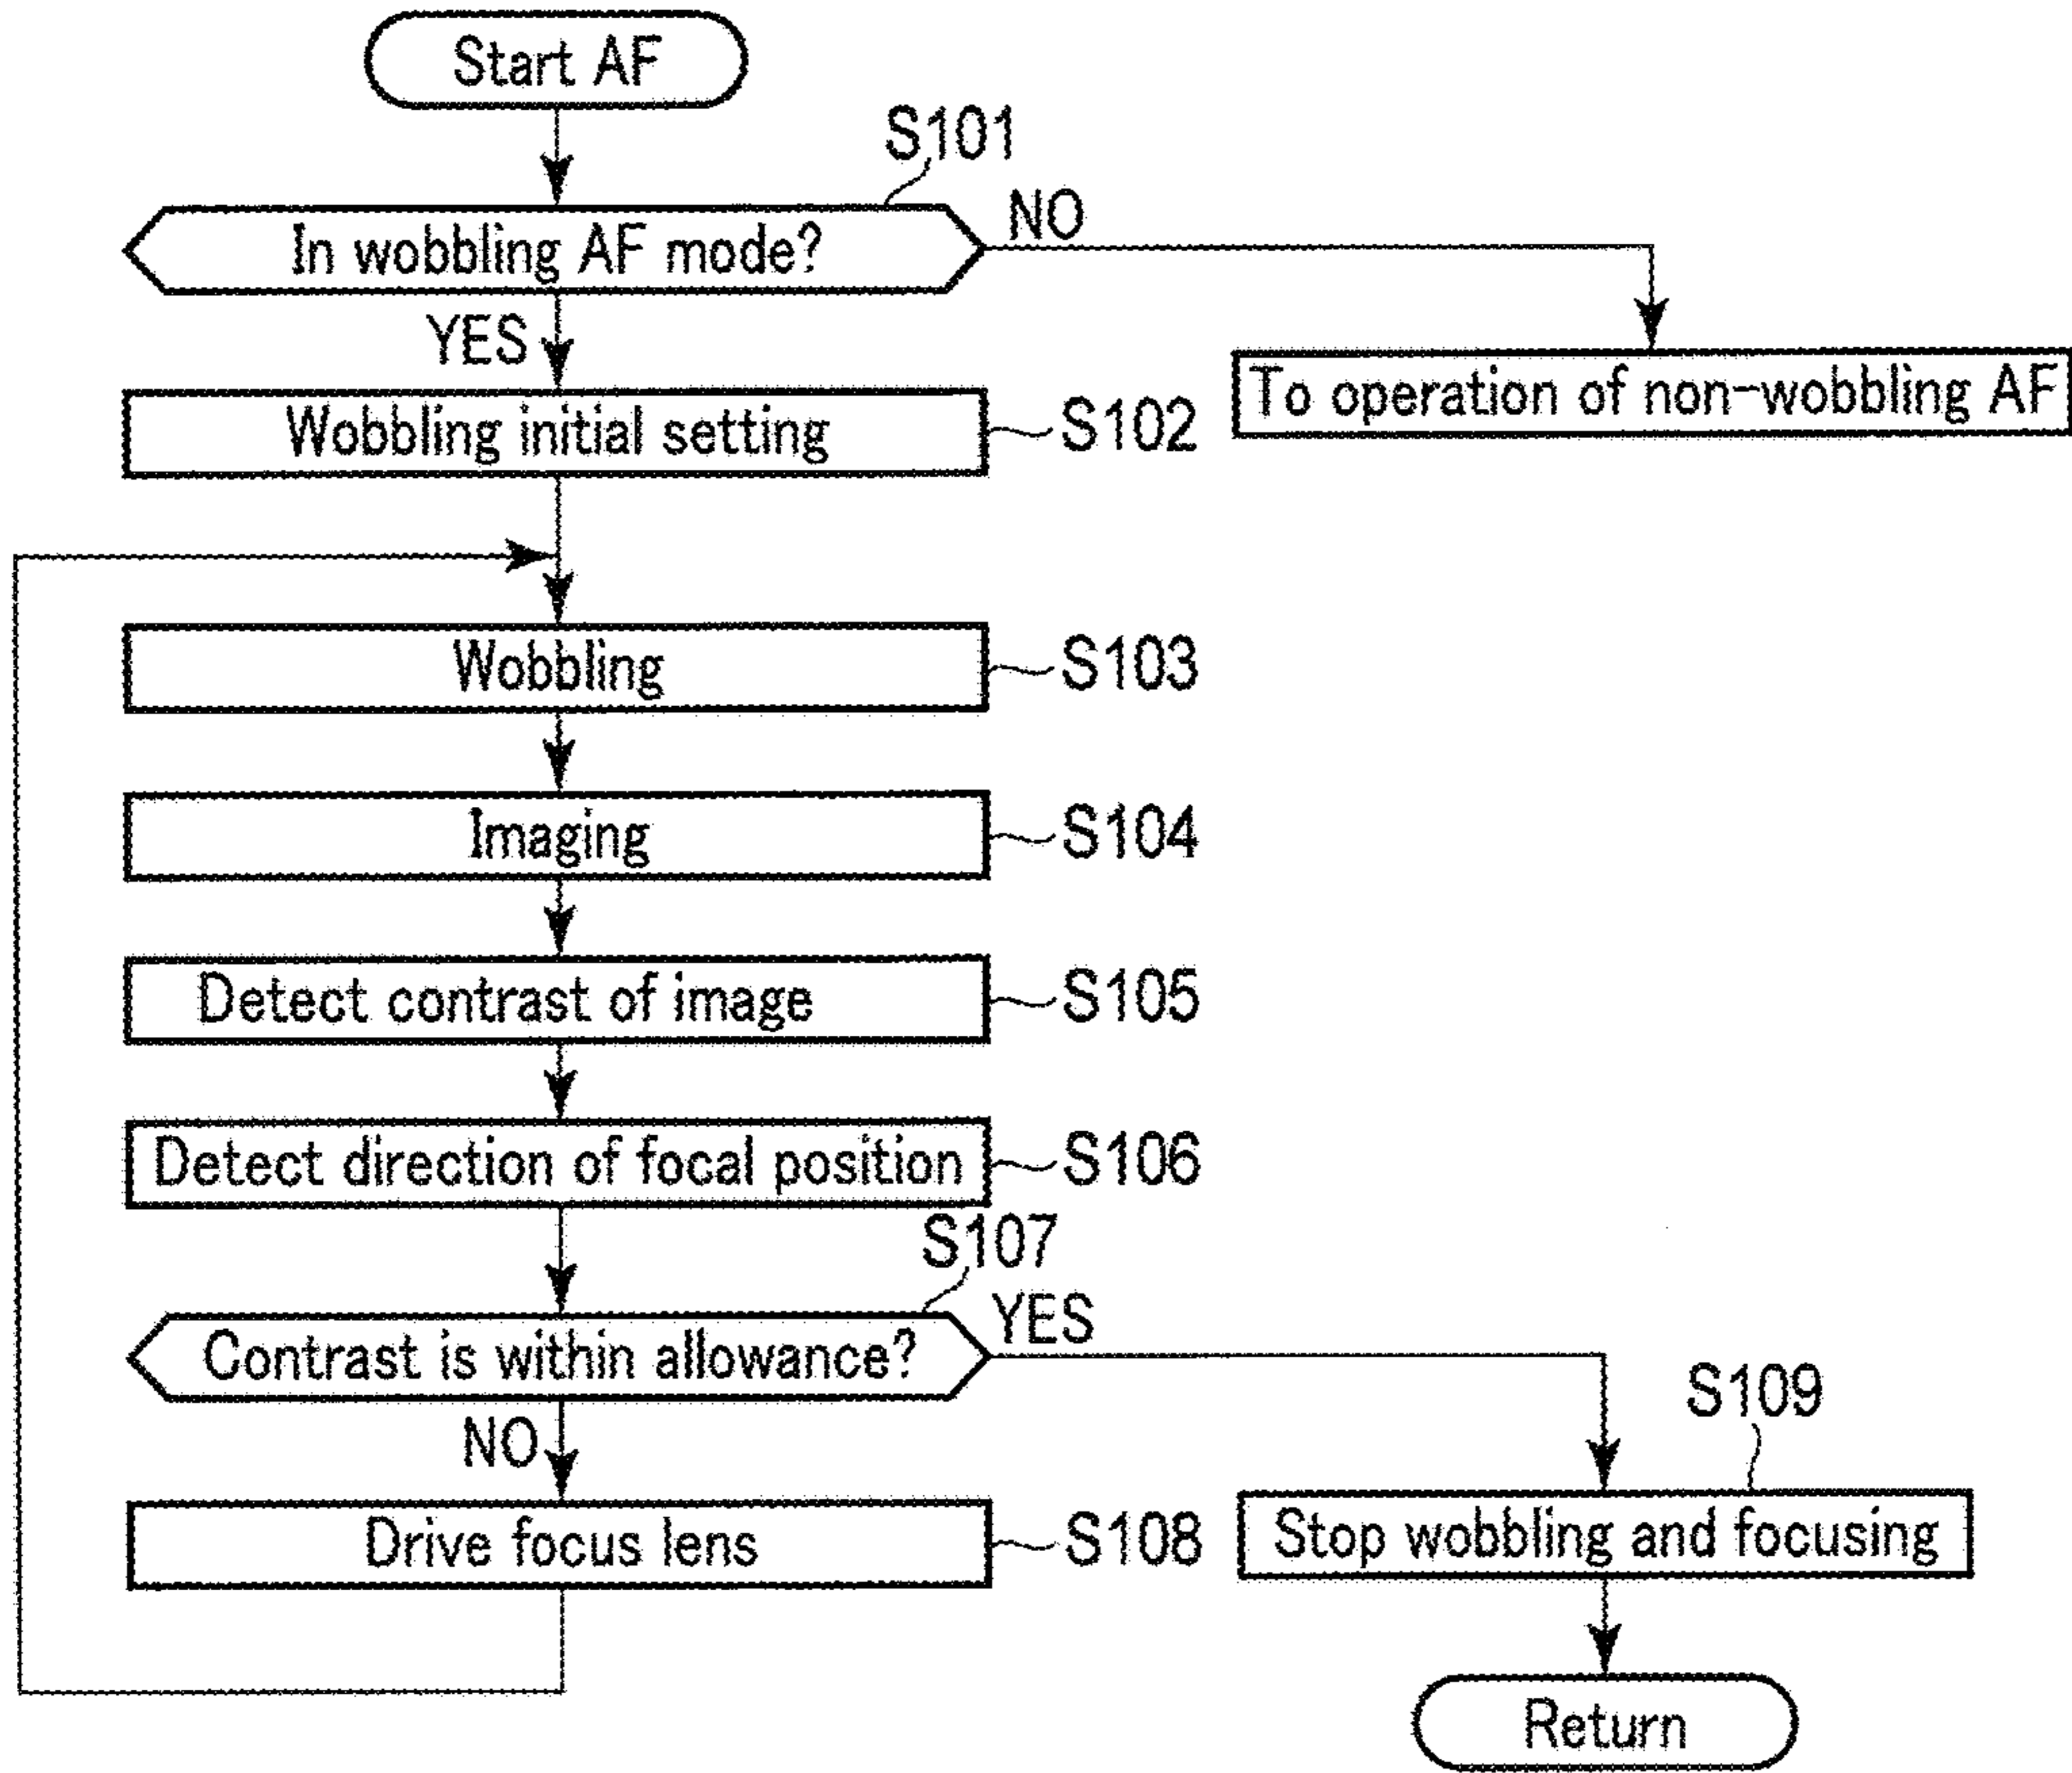 Start AF
S101
In wobbling AF mode?
NO
YES
To operation of non-wobbling AF
Wobbling initial setting
S102
Wobbling
S103
Imaging
S104
Detect contrast of image
S105
Detect direction of focal position
S106
S107
Contrast is within allowance?
YES
NO
S109
Drive focus lens
S108
Stop wobbling and focusing
Return